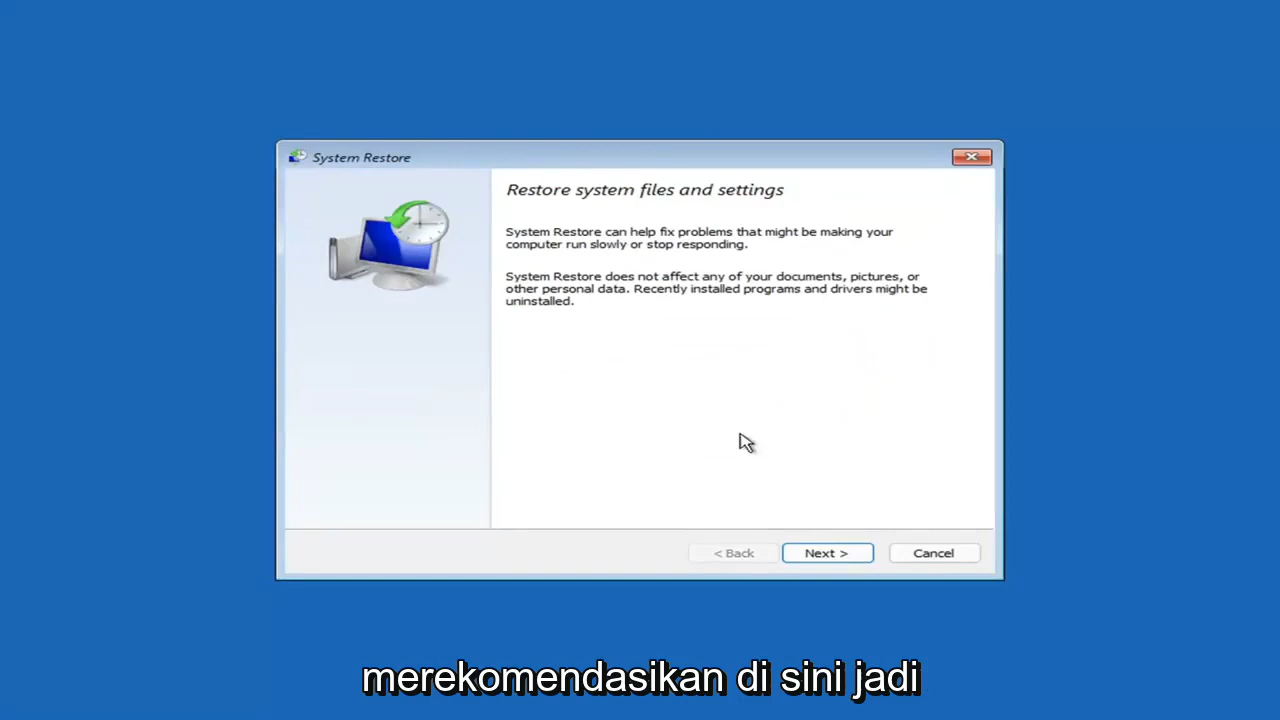 System Restore
Restore system files and settings
System Restore can help fix problems that might be making your
computer run slowly or stop responding.
System Restore does not affect any of your documents, pictures, or
other personal data. Recently installed programs and drivers might be
uninstalled.
< Back
Next >
Cancel
merekomendasikan di sini jadi